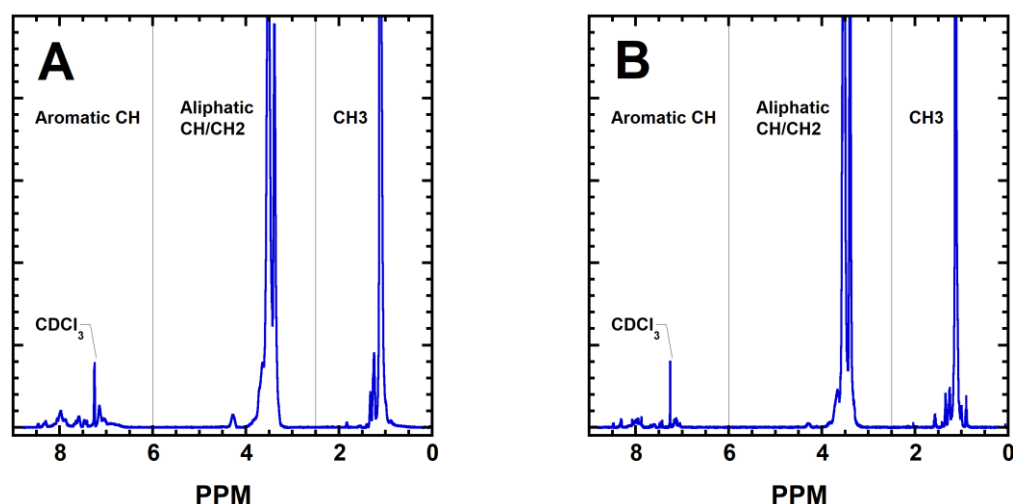 A
Aromatic CH
Aliphatic
CH/CH2
CH3
CDCl3
8 6 4 2 0
PPM
B
Aromatic CH
Aliphatic
CH/CH2
CH3
CDCl3
8 6 4 2 0
PPM